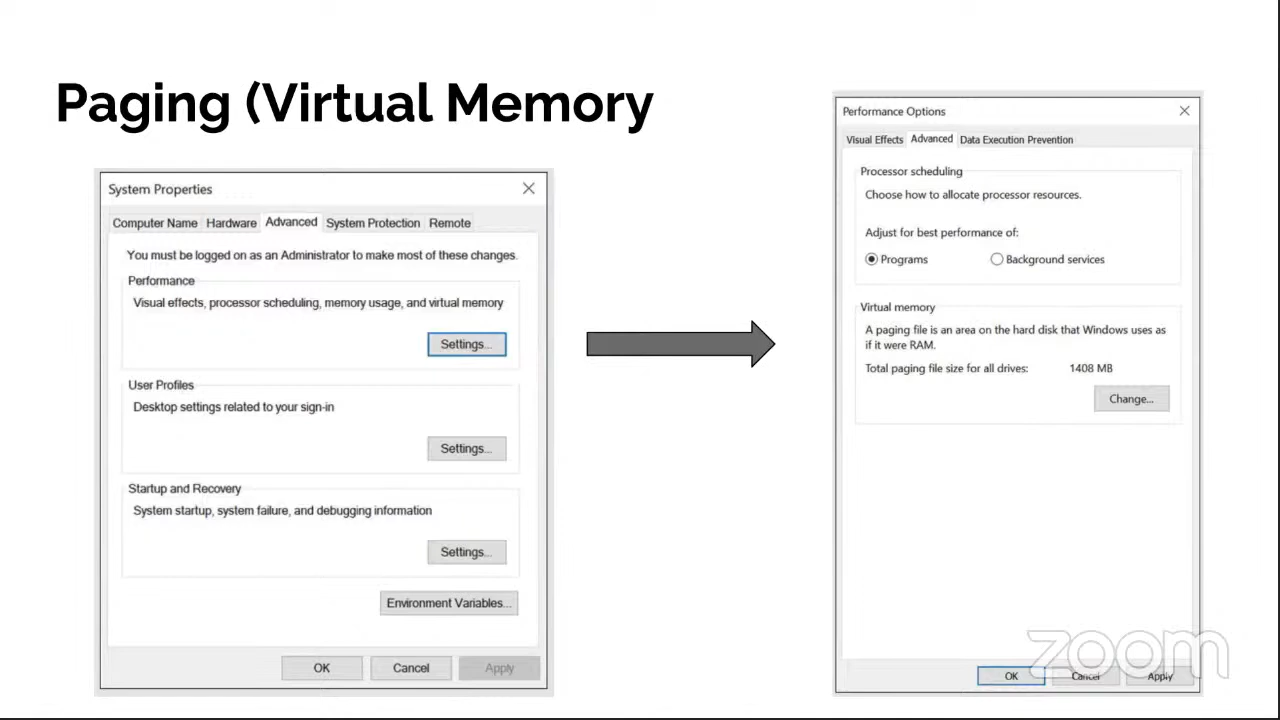 Paging (Virtual Memory
System Properties
Computer Name Hardware Advanced System Protection Remote
You must be logged on as an Administrator to make most of these changes.
Performance
Visual effects, processor scheduling, memory usage, and virtual memory
Settings...
User Profiles
Desktop settings related to your sign-in
Settings...
Startup and Recovery
System startup, system failure, and debugging information
Settings...
Environment Variables...
OK Cancel Apply
Performance Options
Visual Effects Advanced Data Execution Prevention
Processor scheduling
Choose how to allocate processor resources.
Adjust for best performance of:
Programs Background services
Virtual memory
A paging file is an area on the hard disk that Windows uses as
if it were RAM.
Total paging file size for all drives: 1408 MB
Change...
OK Cancel Apply
zoom